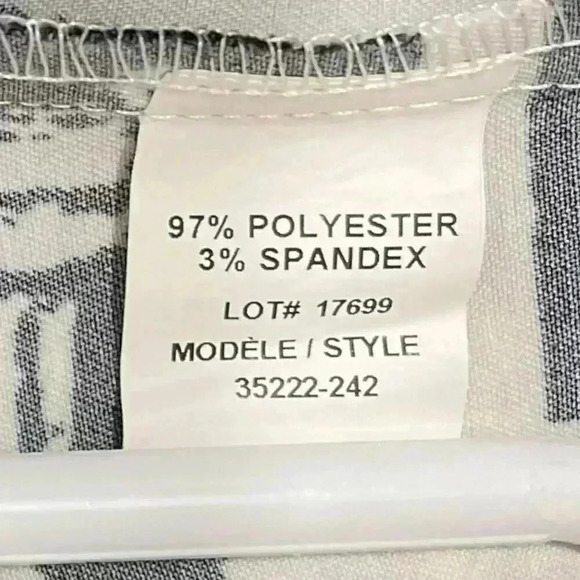 97% POLYESTER
3% SPANDEX
LOT# 17699
MODÈLE / STYLE
35222-242